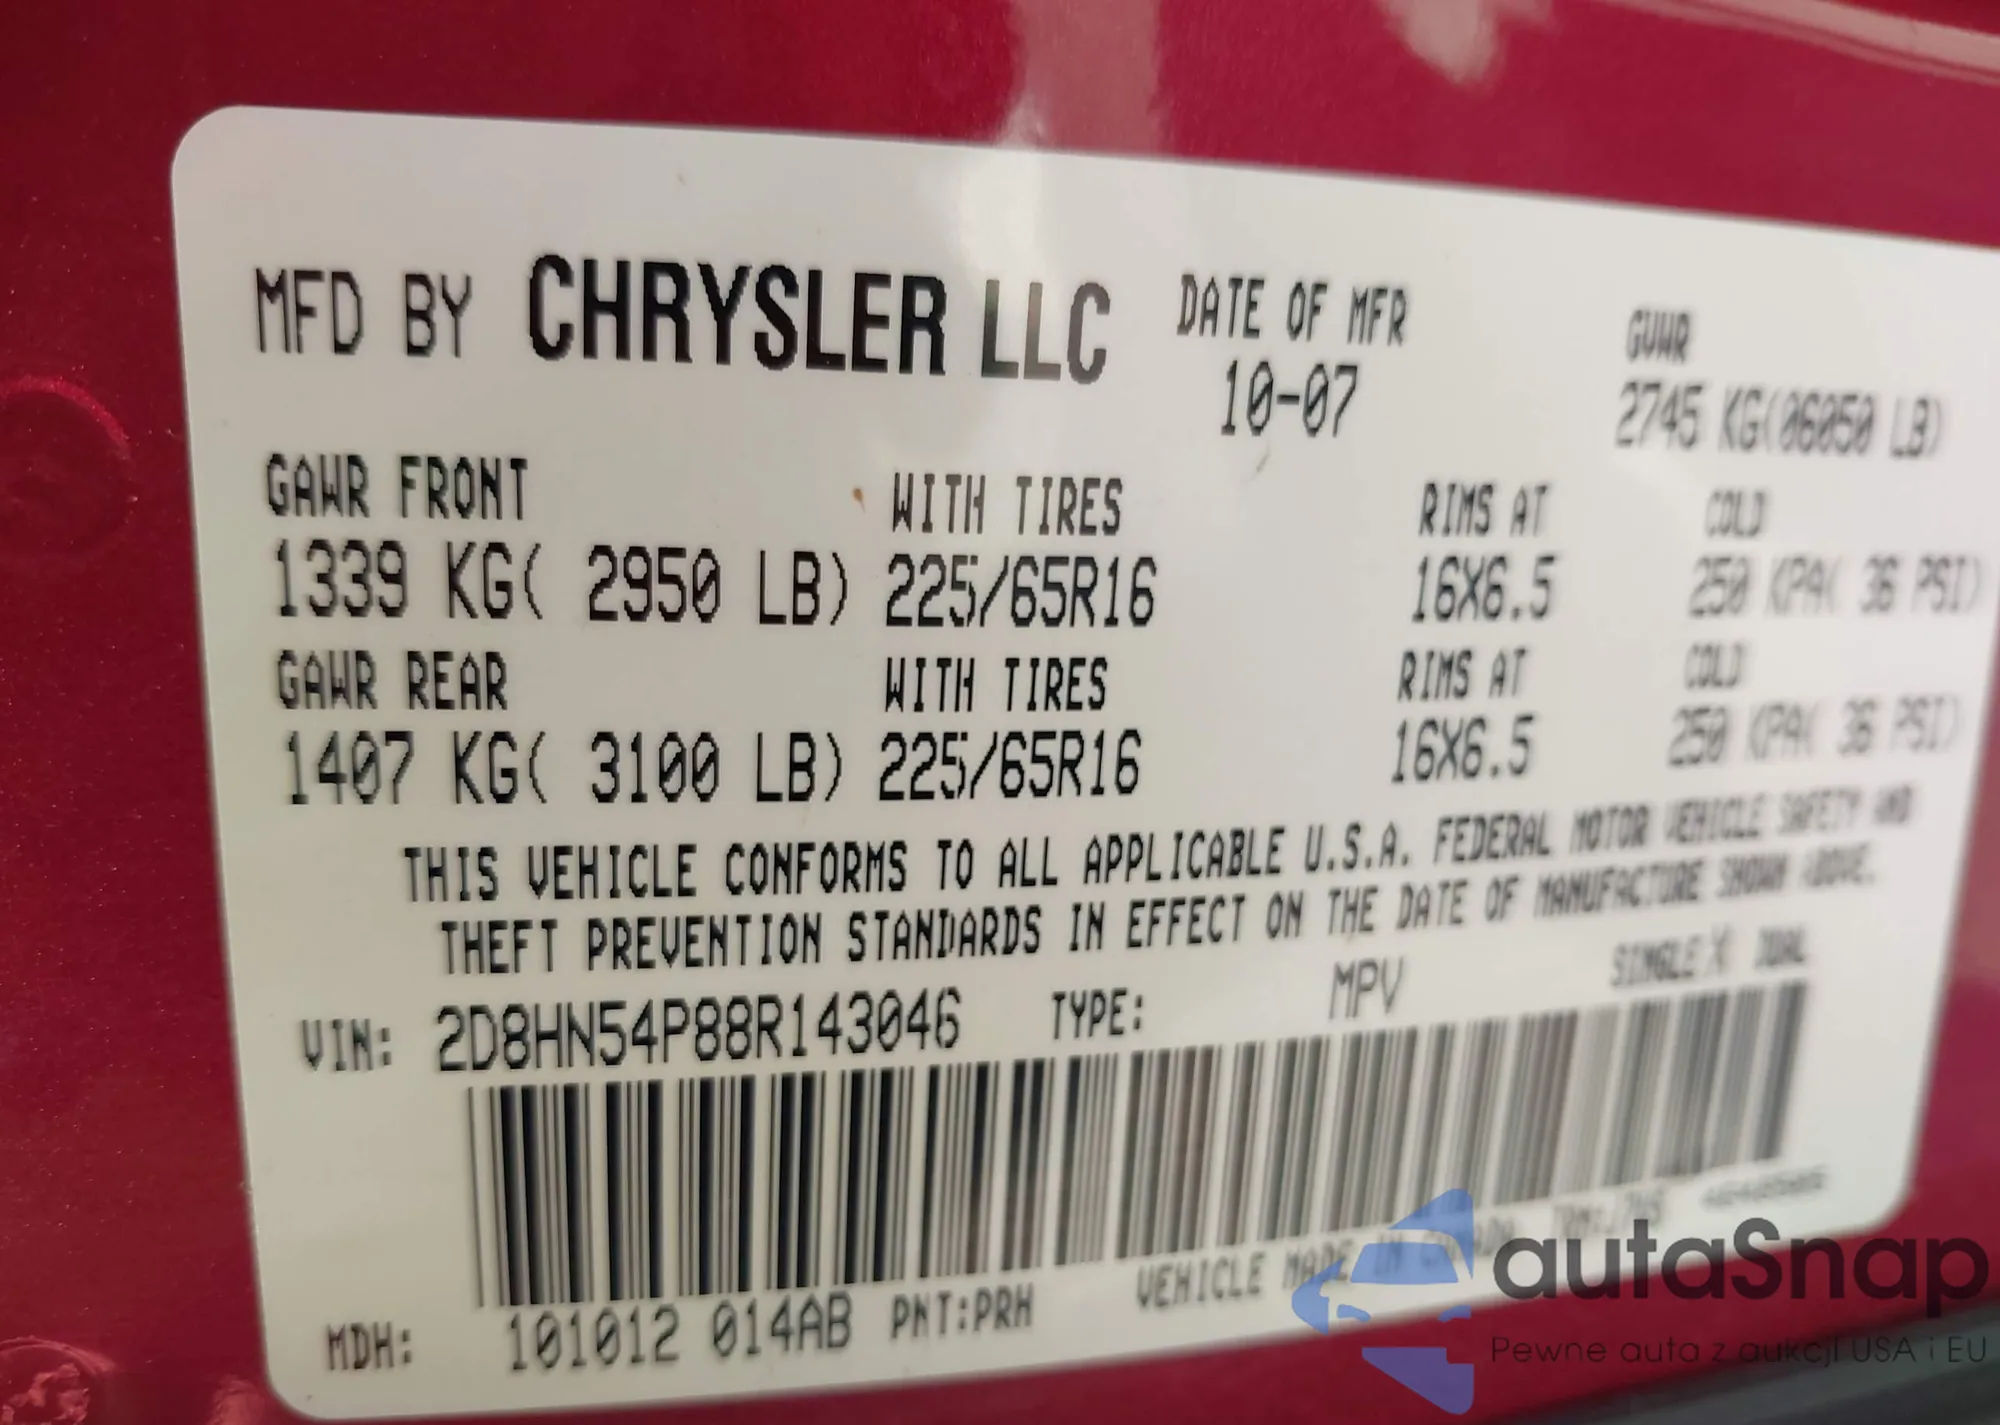 MFD BY CHRYSLER LLC DATE OF MFR GVWR
10-07 2745 KG(06050 LB)
GAWR FRONT WITH TIRES RIMS AT COLD
1339 KG( 2950 LB) 225/65R16 16X6.5 250 KPA( 36 PSI)
GAWR REAR WITH TIRES RIMS AT COLD
1407 KG( 3100 LB) 225/65R16 16X6.5 250 KPA( 36 PSI)
THIS VEHICLE CONFORMS TO ALL APPLICABLE U.S.A. FEDERAL MOTOR VEHICLE SAFETY AND
THEFT PREVENTION STANDARDS IN EFFECT ON THE DATE OF MANUFACTURE SHOWN ABOVE.
VIN: 2D8HN54P88R143046 TYPE: MPV SINGLE X DUAL
VEHICLE MADE IN CANADA
MDH: 101012 014AB PNT:PRH
autaSnap
Pewne auta z aukcji USA i EU